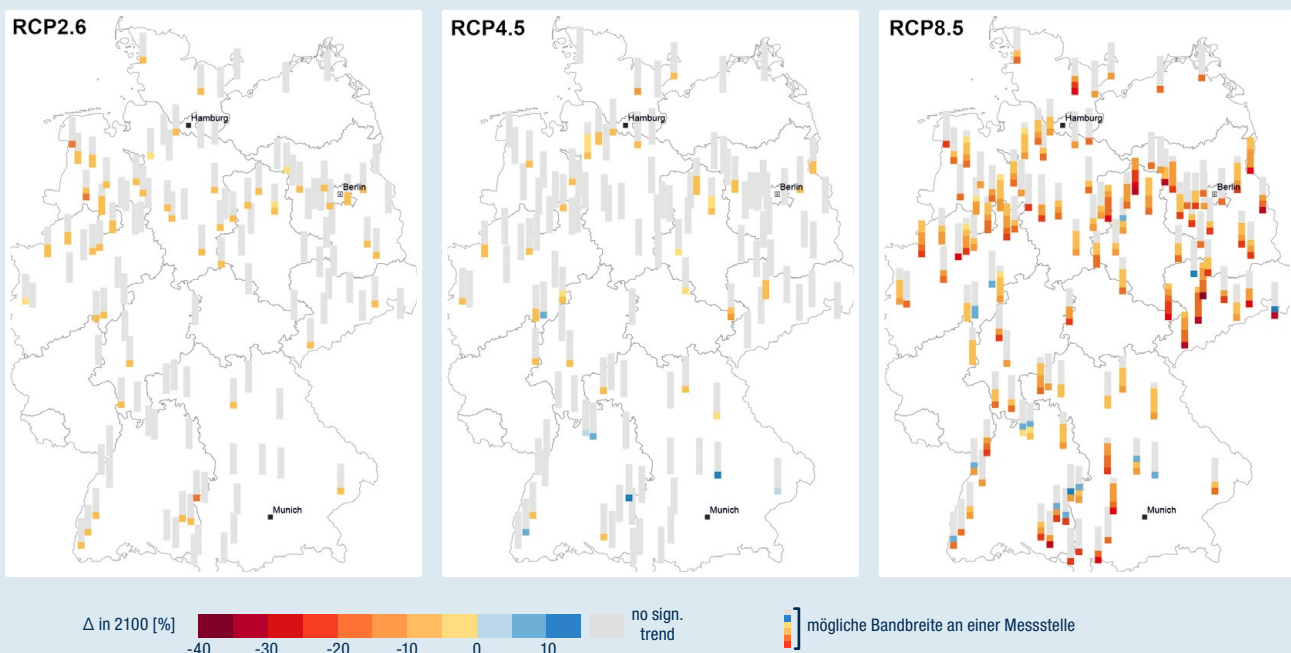 RCP2.6
RCP4.5
RCP8.5
Hamburg
Hamburg
Hamburg
Berlin
Berlin
Berlin
Munich
Munich
Munich
Δ in 2100 [%]
no sign.
trend
mögliche Bandbreite an einer Messstelle
-40 -30 -20 -10 0 10